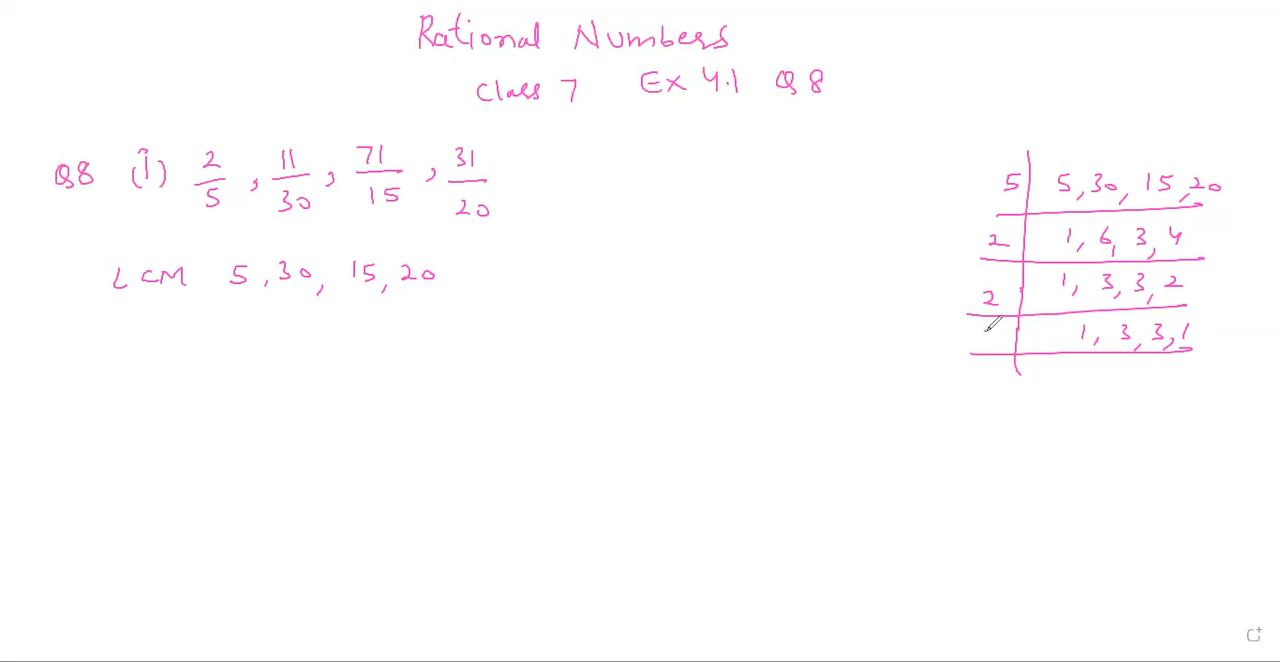 Rational Numbers
Class 7 Ex 4.1 Q8
Q8 (i) 2/5, 11/30, 71/15, 31/20
LCM 5, 30, 15, 20
5 | 5, 30, 15, 20
2 | 1, 6, 3, 4
2 | 1, 3, 3, 2
1, 3, 3, 1